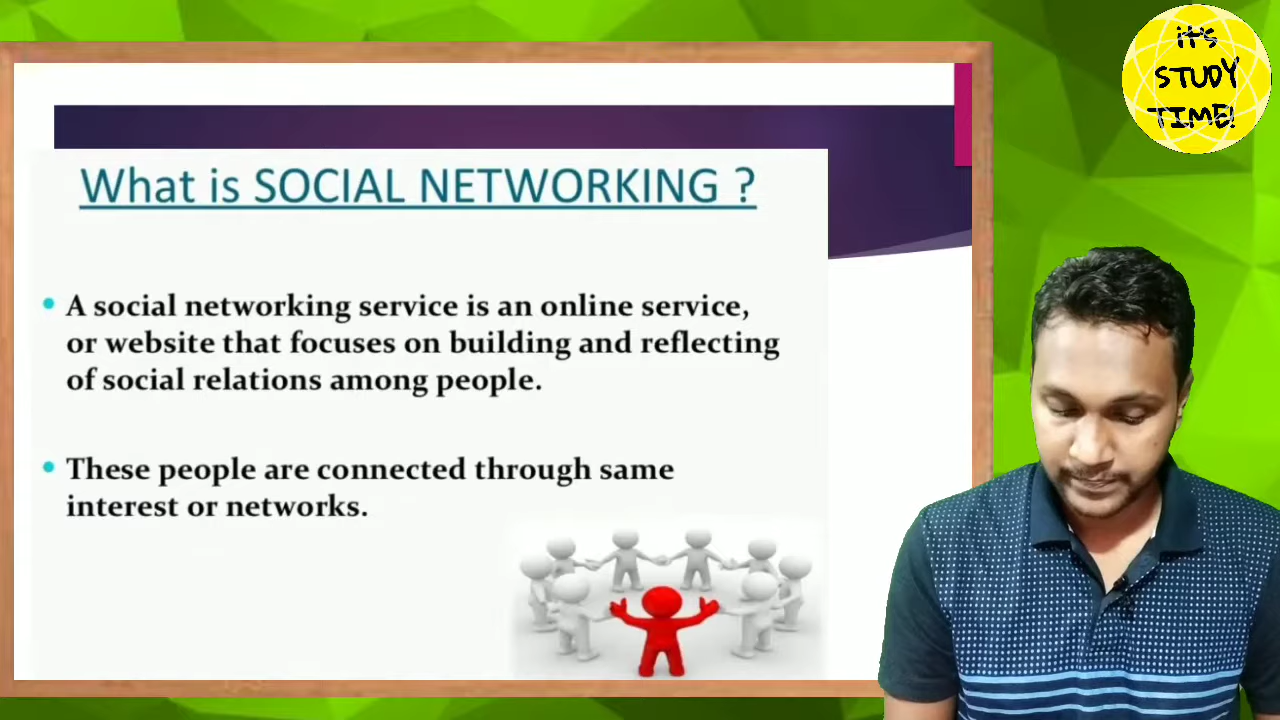 it's
STUDY
TIME!
What is SOCIAL NETWORKING ?
• A social networking service is an online service,
or website that focuses on building and reflecting
of social relations among people.
• These people are connected through same
interest or networks.